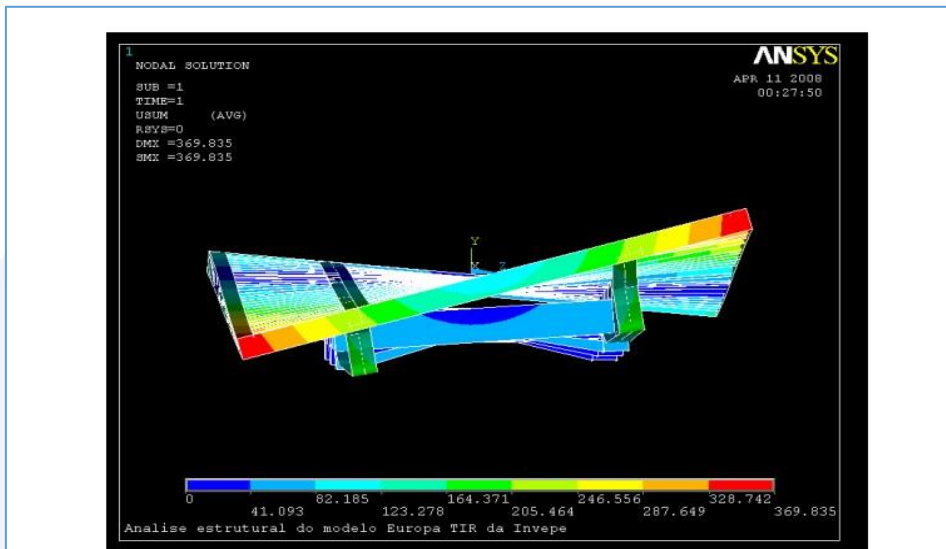 1
NODAL SOLUTION
SUB =1
TIME=1
USUM (AVG)
RSYS=0
DMX =369.835
SMX =369.835
ANSYS
APR 11 2008
00:27:50
Y
X Z
0 82.185 164.371 246.556 328.742
41.093 123.278 205.464 287.649 369.835
Analise estrutural do modelo Europa TIR da Invepe